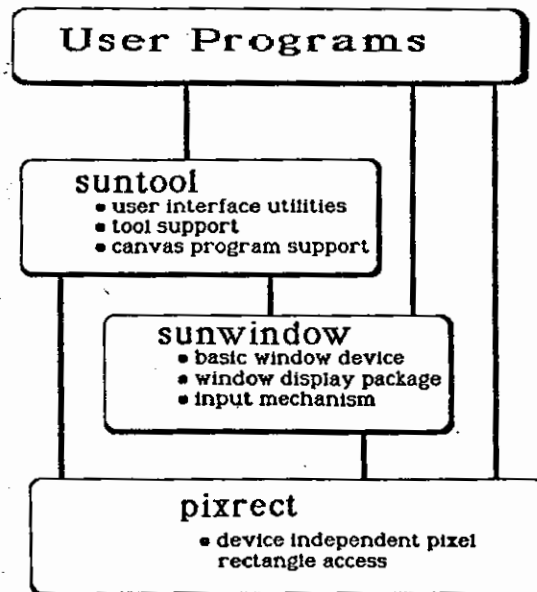 User Programs
suntool
• user interface utilities
• tool support
• canvas program support
sunwindow
• basic window device
• window display package
• input mechanism
pixrect
• device independent pixel
rectangle access